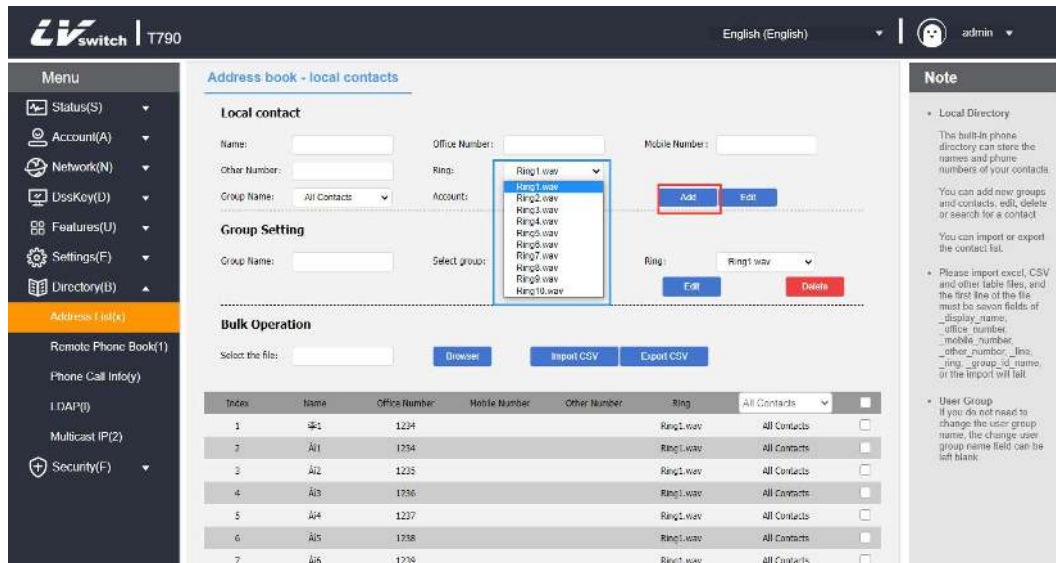 LVswitch T790
English (English)
admin
Menu
Status(S)
Account(A)
Network(N)
DssKey(D)
Features(U)
Settings(F)
Directory(B)
Address List(x)
Remote Phone Book(1)
Phone Call Info(y)
LDAP(l)
Multicast IP(2)
Security(F)
Address book - local contacts
Local contact
Name: Office Number: Mobile Number:
Other Number: Ring: Ring1.wav
Group Name: All Contacts Account: Add Edit
Ring1.wav
Ring2.wav
Ring3.wav
Ring4.wav
Ring5.wav
Ring6.wav
Ring7.wav
Ring8.wav
Ring9.wav
Ring10.wav
Group Setting
Group Name: Select group: Ring: Ring1.wav
Edit Delete
Bulk Operation
Select the file: Browser Import CSV Export CSV
Index Name Office Number Mobile Number Other Number Ring All Contacts
1 1234 Ring1.wav All Contacts
2 Âí1 1234 Ring1.wav All Contacts
3 Âí2 1235 Ring1.wav All Contacts
4 Âí3 1236 Ring1.wav All Contacts
5 Âí4 1237 Ring1.wav All Contacts
6 Âí5 1238 Ring1.wav All Contacts
7 Âí6 1239 Ring1.wav All Contacts
Note
Local Directory
The built-in phone
directory can store the
names and phone
numbers of your contacts.
You can add new groups
and contacts, edit, delete
or search for a contact
You can import or export
the contact list.
Please import excel, CSV
and other table files, and
the first line of the file
must be seven fields of
_display_name,
_office_number,
_mobile_number,
_other_number, _line,
_ring, _group_id_name,
or the import will fail.
User Group
If you do not need to
change the user group
name, the change user
group name field can be
left blank